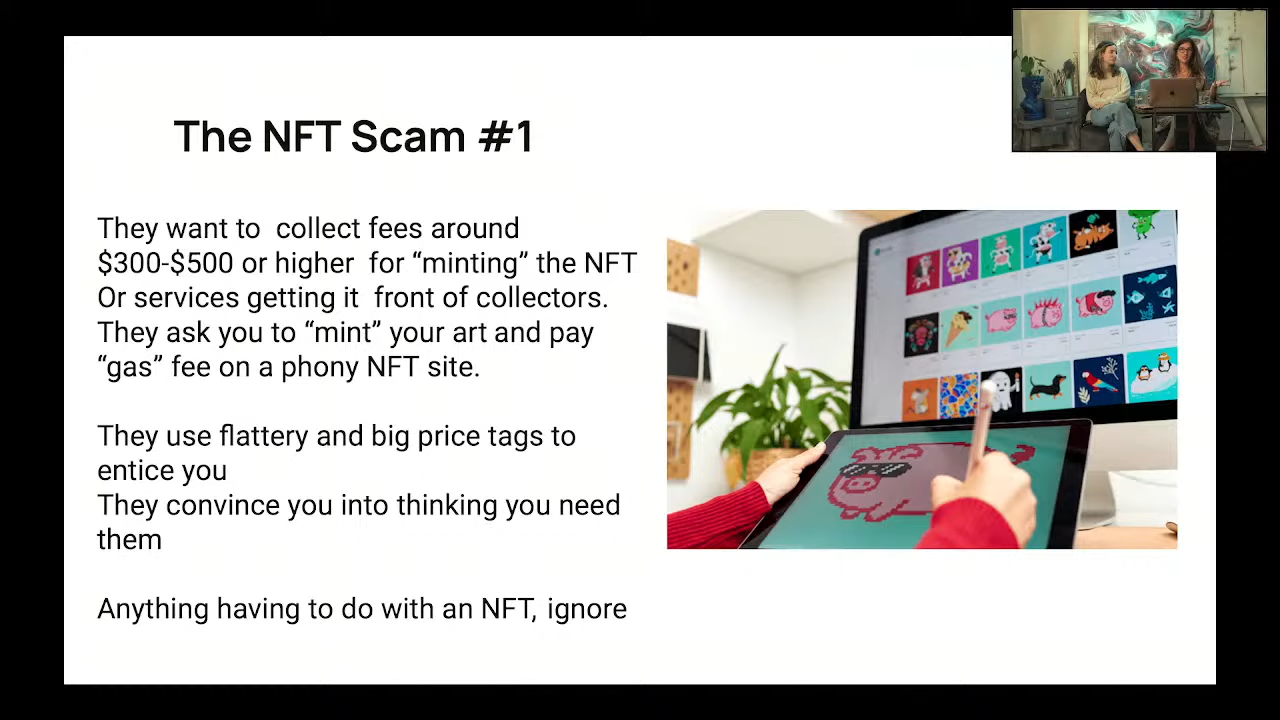 The NFT Scam #1
They want to  collect fees around
$300-$500 or higher  for “minting” the NFT
Or services getting it  front of collectors.
They ask you to “mint” your art and pay
“gas” fee on a phony NFT site.
They use flattery and big price tags to
entice you
They convince you into thinking you need
them
Anything having to do with an NFT, ignore